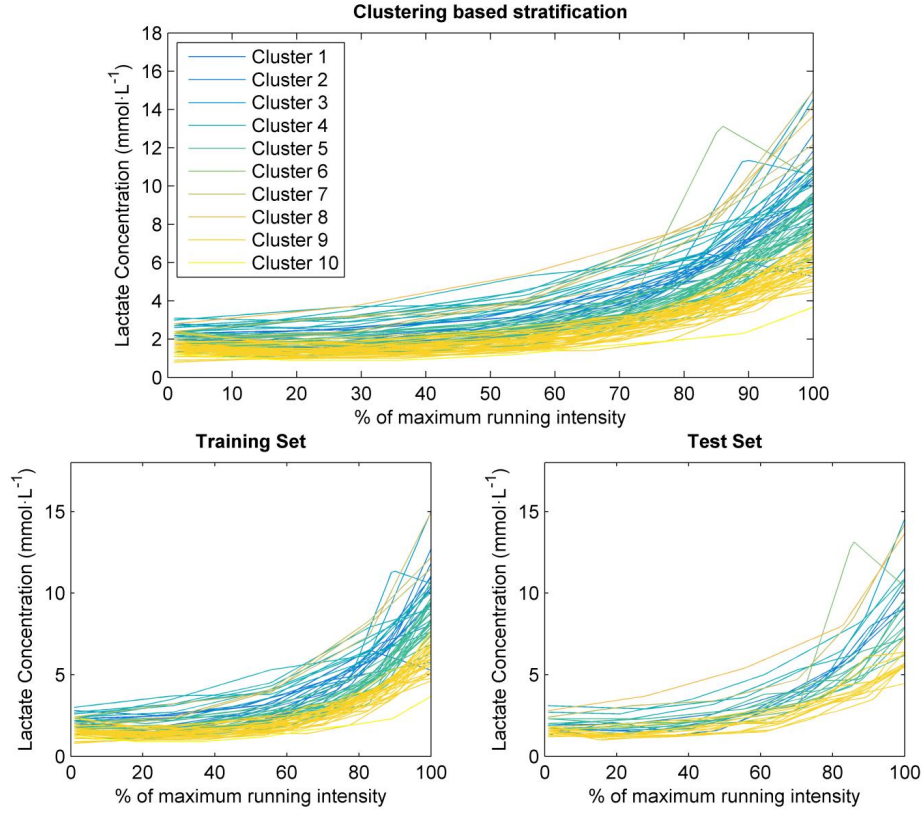 Clustering based stratification
Lactate Concentration (mmol·L⁻¹)
18
16
14
12
10
8
6
4
2
0
Cluster 1
Cluster 2
Cluster 3
Cluster 4
Cluster 5
Cluster 6
Cluster 7
Cluster 8
Cluster 9
Cluster 10
0 10 20 30 40 50 60 70 80 90 100
% of maximum running intensity
Training Set
Lactate Concentration (mmol·L⁻¹)
15
10
5
0
0 20 40 60 80 100
% of maximum running intensity
Test Set
Lactate Concentration (mmol·L⁻¹)
15
10
5
0
0 20 40 60 80 100
% of maximum running intensity